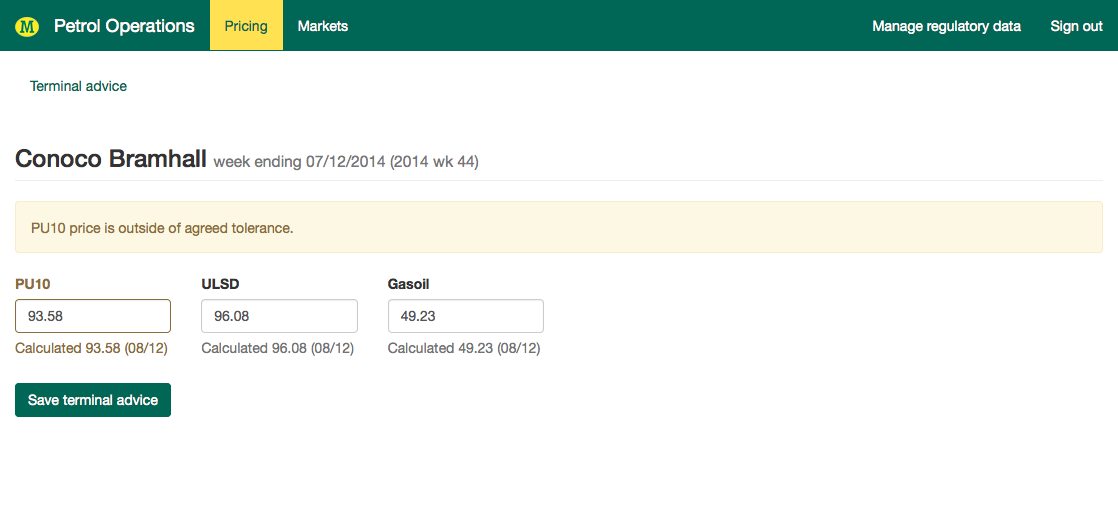 M Petrol Operations Pricing Markets Manage regulatory data Sign out
Terminal advice
Conoco Bramhall week ending 07/12/2014 (2014 wk 44)
PU10 price is outside of agreed tolerance.
PU10 ULSD Gasoil
93.58 96.08 49.23
Calculated 93.58 (08/12) Calculated 96.08 (08/12) Calculated 49.23 (08/12)
Save terminal advice